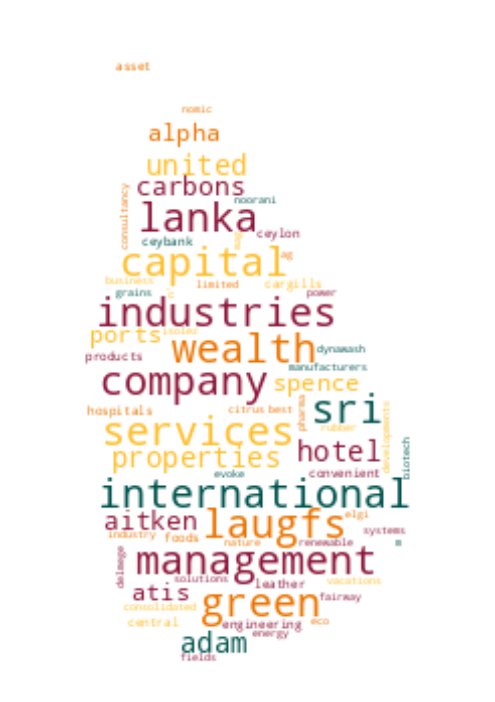 asset
nomic
alpha
united
carbons
consultancy
noorani
lanka
ceylon
ceybank
capital
ag
business
limited
cargills
grains
power
industries
ports
isolez
wealth
dynawash
products
manufacturers
company
spence
hospitals
citrus best
pharma
sri
rubber
developments
services
hotel
biotech
properties
evoke
convenient
international
aitken
laugfs
elgi
industry
foods
nature
renewable
systems
m
management
delmege
solutions
leather
vacations
atis
green
fairway
consolidated
central
engineering
eco
energy
adam
fields